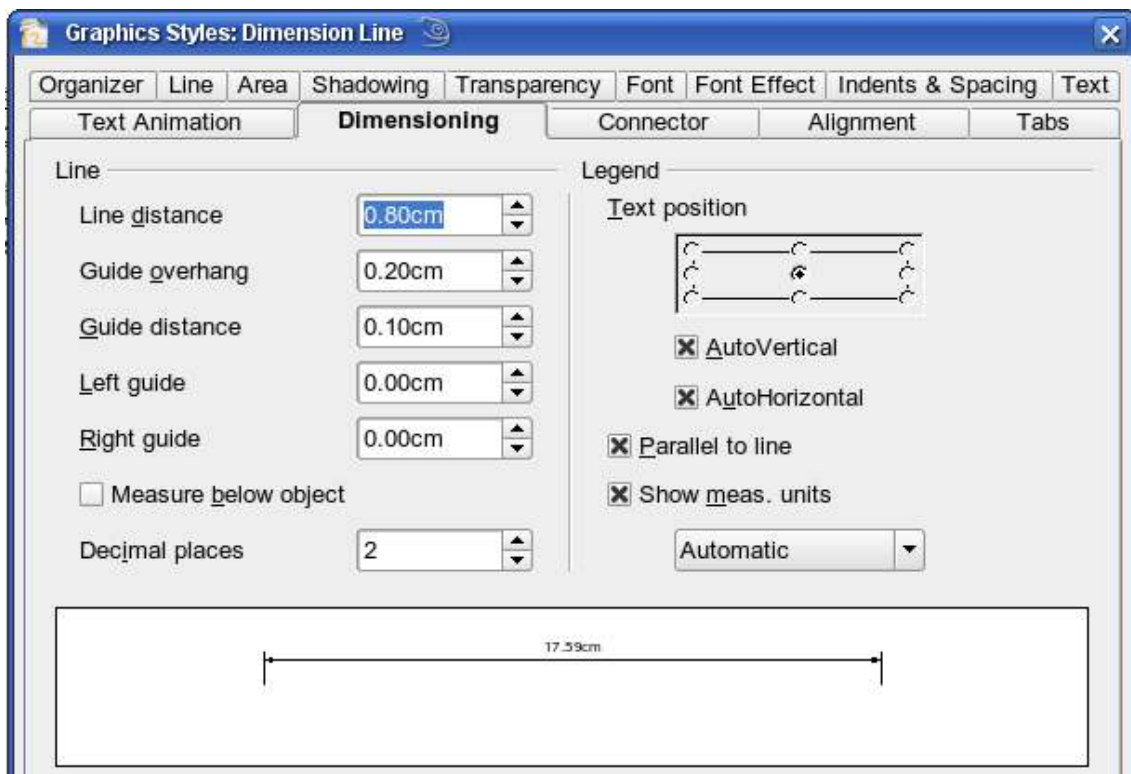 Graphics Styles: Dimension Line
Organizer Line Area Shadowing Transparency Font Font Effect Indents & Spacing Text
Text Animation Dimensioning Connector Alignment Tabs
Line
Line distance 0.80cm
Guide overhang 0.20cm
Guide distance 0.10cm
Left guide 0.00cm
Right guide 0.00cm
Measure below object
Decimal places 2
Legend
Text position
AutoVertical
AutoHorizontal
Parallel to line
Show meas. units
Automatic
17.59cm